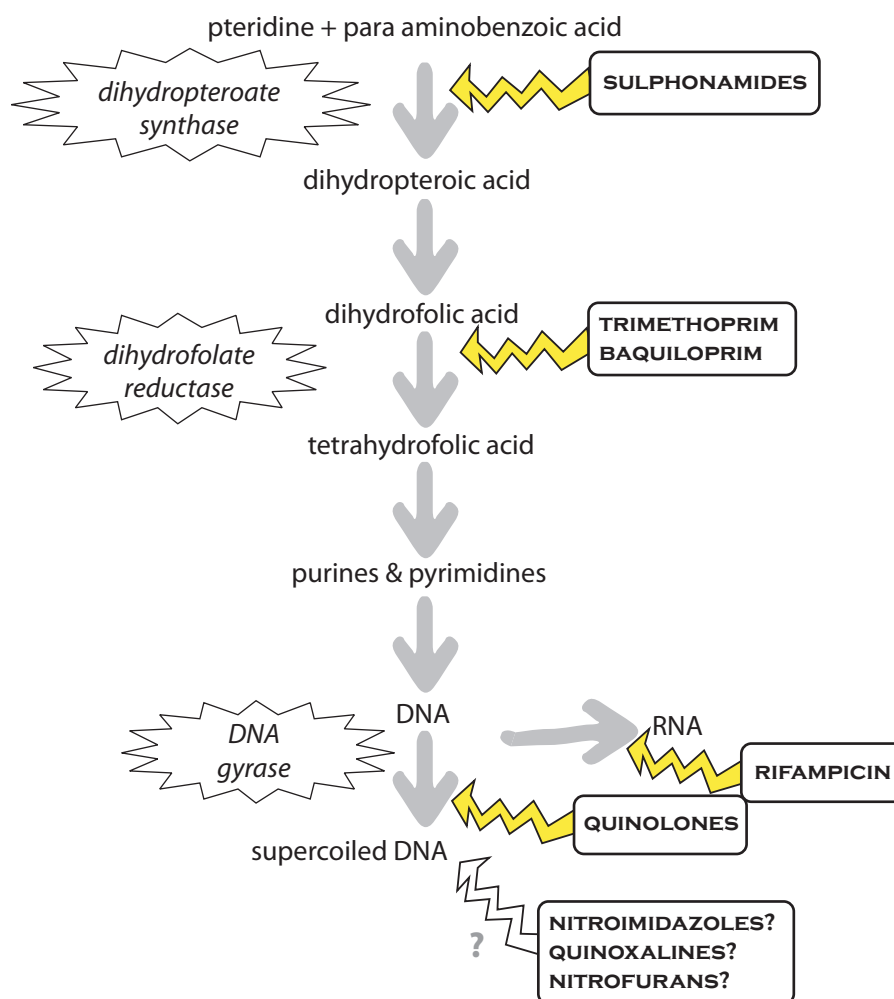 pteridine + para aminobenzoic acid
dihydropteroate
synthase
SULPHONAMIDES
dihydropteroic acid
dihydrofolic acid
dihydrofolate
reductase
TRIMETHOPRIM
BAQUILOPRIM
tetrahydrofolic acid
purines & pyrimidines
DNA
gyrase
DNA
RNA
RIFAMPICIN
QUINOLONES
supercoiled DNA
?
NITROIMIDAZOLES?
QUINOXALINES?
NITROFURANS?